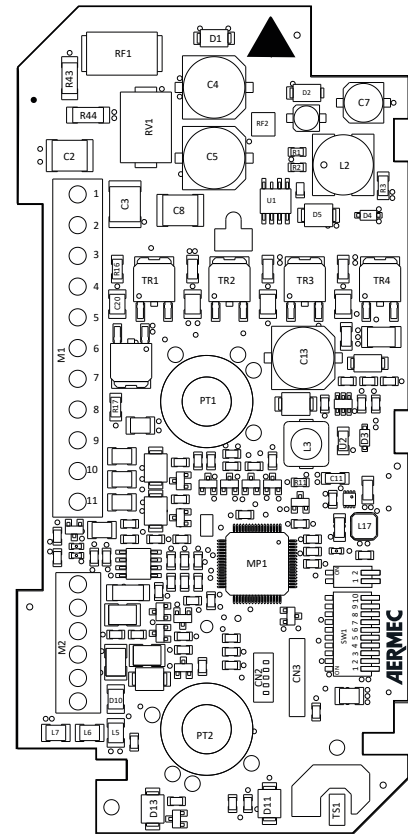 RF1
D1
R43
C4
D2
C7
R44
RV1
RF2
C2
C5
R1
R2
L2
R3
1
C3
C8
U1
D5
D4
2
3
R16
TR1
TR2
TR3
TR4
4
C20
5
M1
6
C13
7
PT1
8
R17
9
L3
J2
D3
10
R11
C11
11
L17
MP1
ON
1 2
M2
SW1
ON
1 2 3 4 5 6 7 8 9 10
AERMEC
CN2
CN3
D10
L7
L6
L5
PT2
D13
D11
TS1